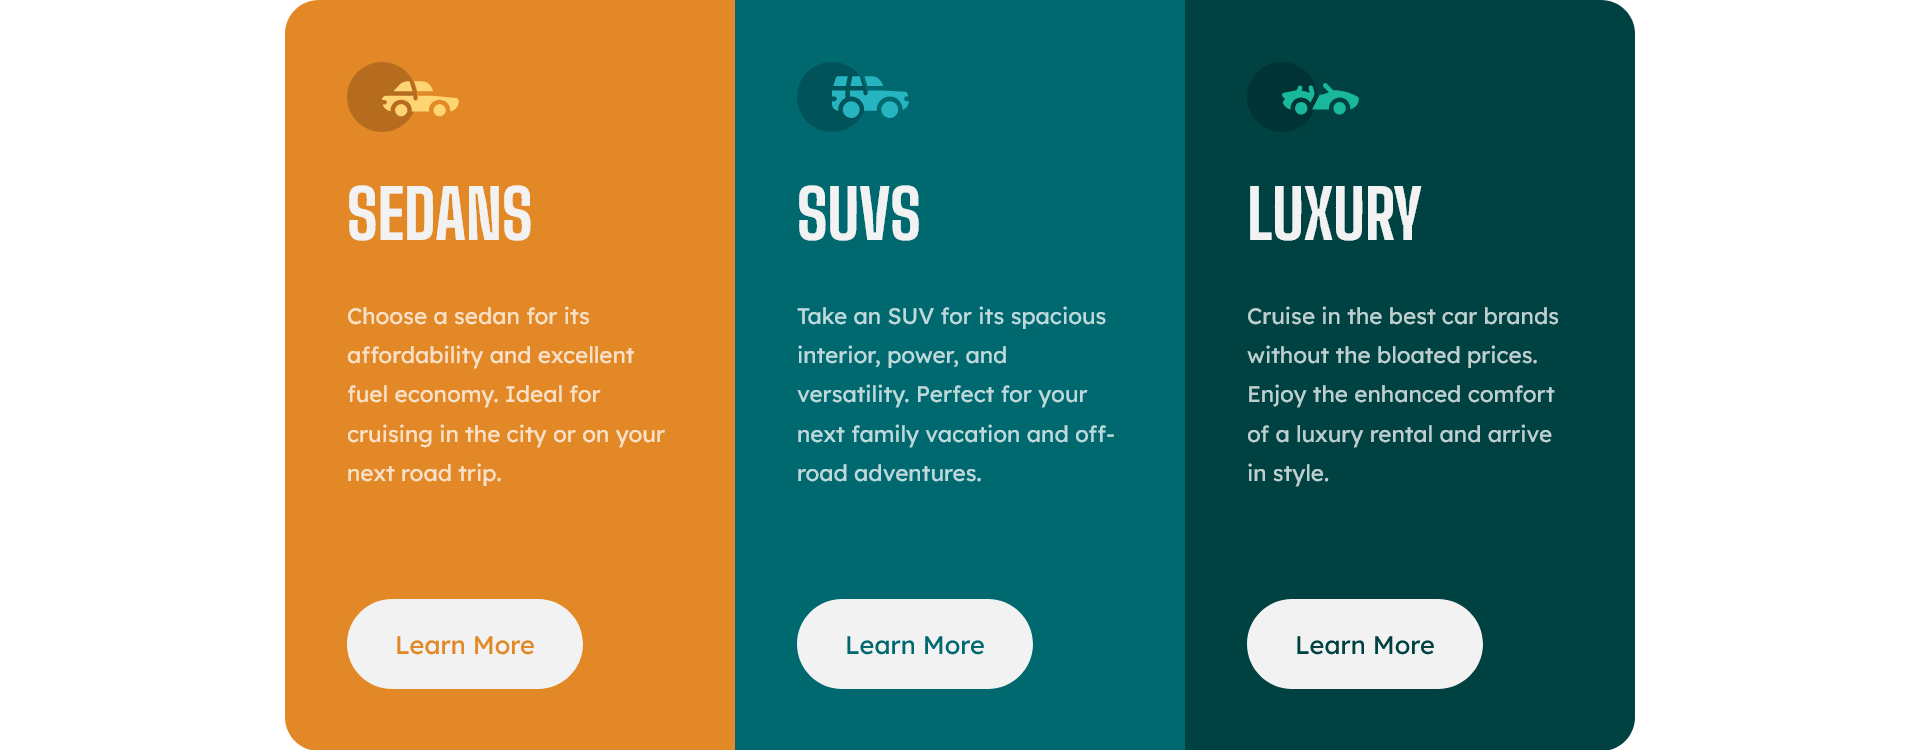 SEDANS
Choose a sedan for its
affordability and excellent
fuel economy. Ideal for
cruising in the city or on your
next road trip.
Learn More
SUVS
Take an SUV for its spacious
interior, power, and
versatility. Perfect for your
next family vacation and off-
road adventures.
Learn More
LUXURY
Cruise in the best car brands
without the bloated prices.
Enjoy the enhanced comfort
of a luxury rental and arrive
in style.
Learn More